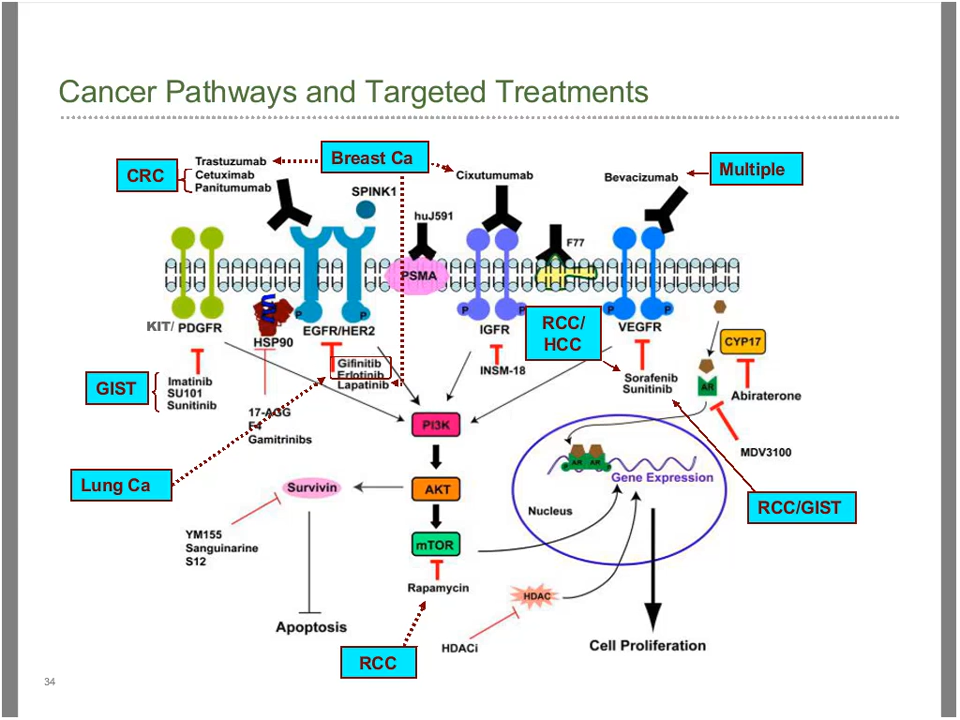 Cancer Pathways and Targeted Treatments
Breast Ca
CRC
Trastuzumab
Cetuximab
Panitumumab
SPINK1
huJ591
Cixutumumab
F77
Bevacizumab
Multiple
PSMA
P
P
P
P
P
P
KIT/ PDGFR
HSP90
EGFR/HER2
IGFR
VEGFR
RCC/
HCC
CYP17
GIST
Imatinib
SU101
Sunitinib
17-AGG
F4
Gamitrinibs
Gifinitib
Erlotinib
Lapatinib
INSM-18
Sorafenib
Sunitinib
AR
Abiraterone
MDV3100
PI3K
AKT
mTOR
Rapamycin
Lung Ca
Survivin
YM155
Sanguinarine
S12
Apoptosis
P
AR
AR
P
Gene Expression
Nucleus
RCC/GIST
HDAC
HDACi
Cell Proliferation
RCC
34